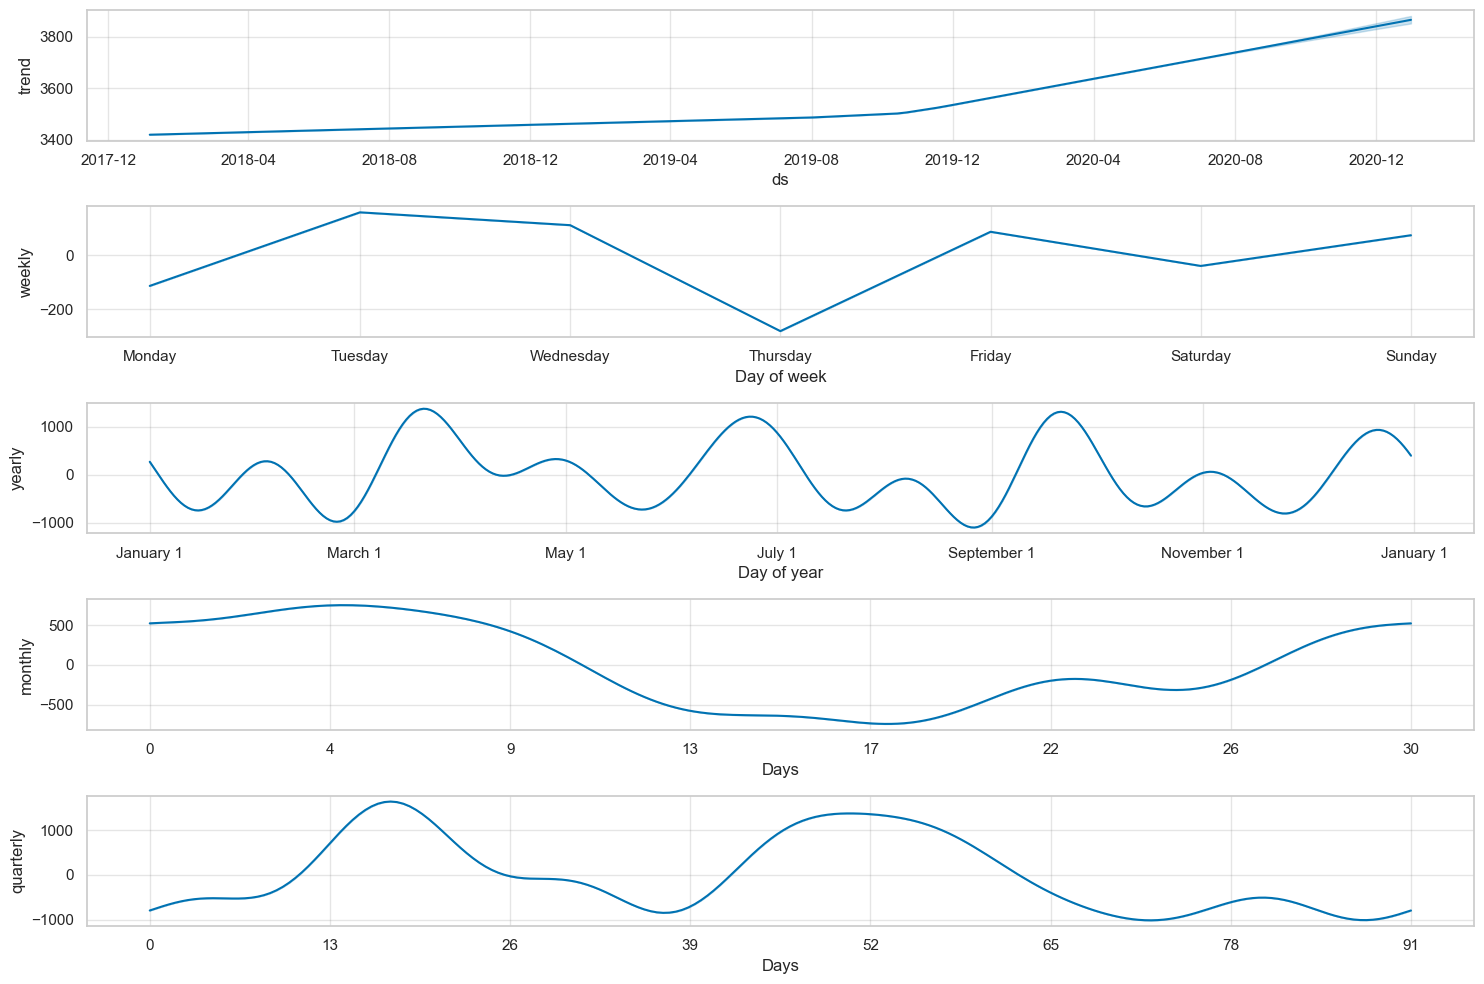 trend
3800
3600
3400
2017-12 2018-04 2018-08 2018-12 2019-04 2019-08 2019-12 2020-04 2020-08 2020-12
ds
weekly
0
−200
Monday Tuesday Wednesday Thursday Friday Saturday Sunday
Day of week
yearly
1000
0
−1000
January 1 March 1 May 1 July 1 September 1 November 1 January 1
Day of year
monthly
500
0
−500
0 4 9 13 17 22 26 30
Days
quarterly
1000
0
−1000
0 13 26 39 52 65 78 91
Days